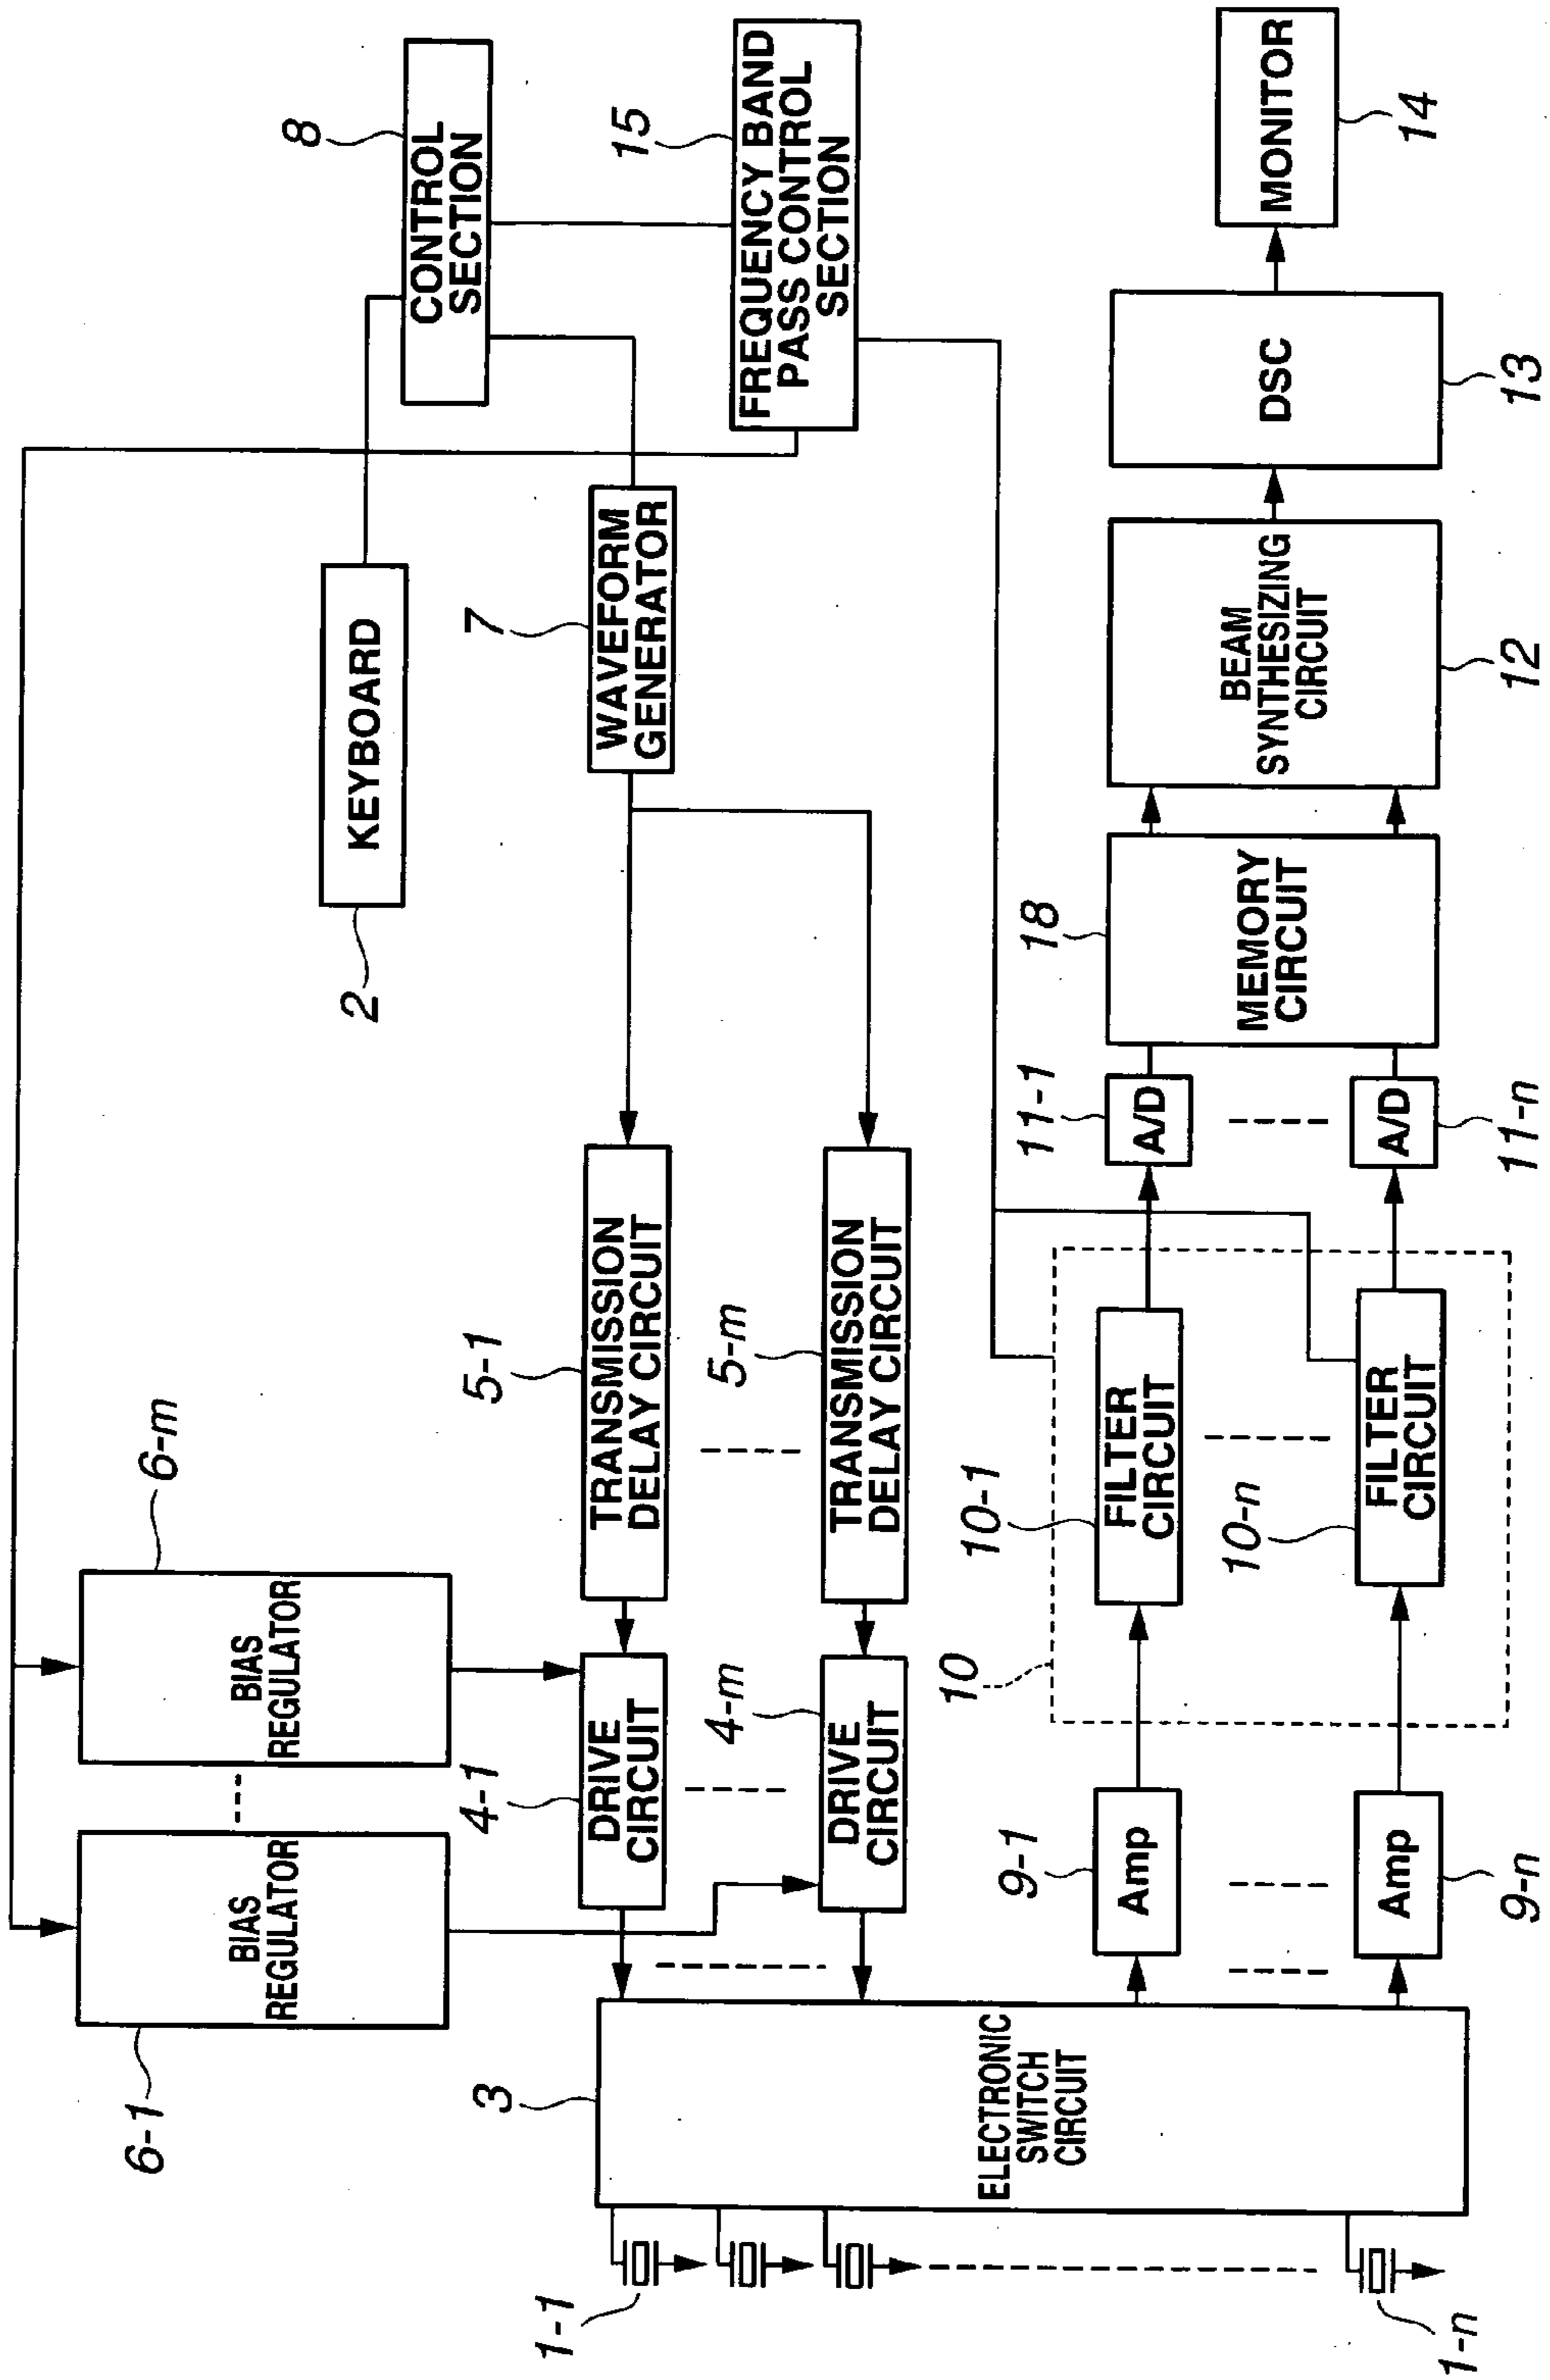 6-1
BIAS
REGULATOR
6-m
BIAS
REGULATOR
2
KEYBOARD
8
CONTROL
SECTION
7
WAVEFORM
GENERATOR
15
FREQUENCY BAND
PASS CONTROL
SECTION
3
ELECTRONIC
SWITCH
CIRCUIT
1-1
1-n
4-1
DRIVE
CIRCUIT
4-m
DRIVE
CIRCUIT
5-1
TRANSMISSION
DELAY CIRCUIT
5-m
TRANSMISSION
DELAY CIRCUIT
9-1
Amp
9-n
Amp
10
10-1
FILTER
CIRCUIT
10-n
FILTER
CIRCUIT
11-1
A/D
11-n
A/D
18
MEMORY
CIRCUIT
BEAM
SYNTHESIZING
CIRCUIT
12
DSC
13
MONITOR
14